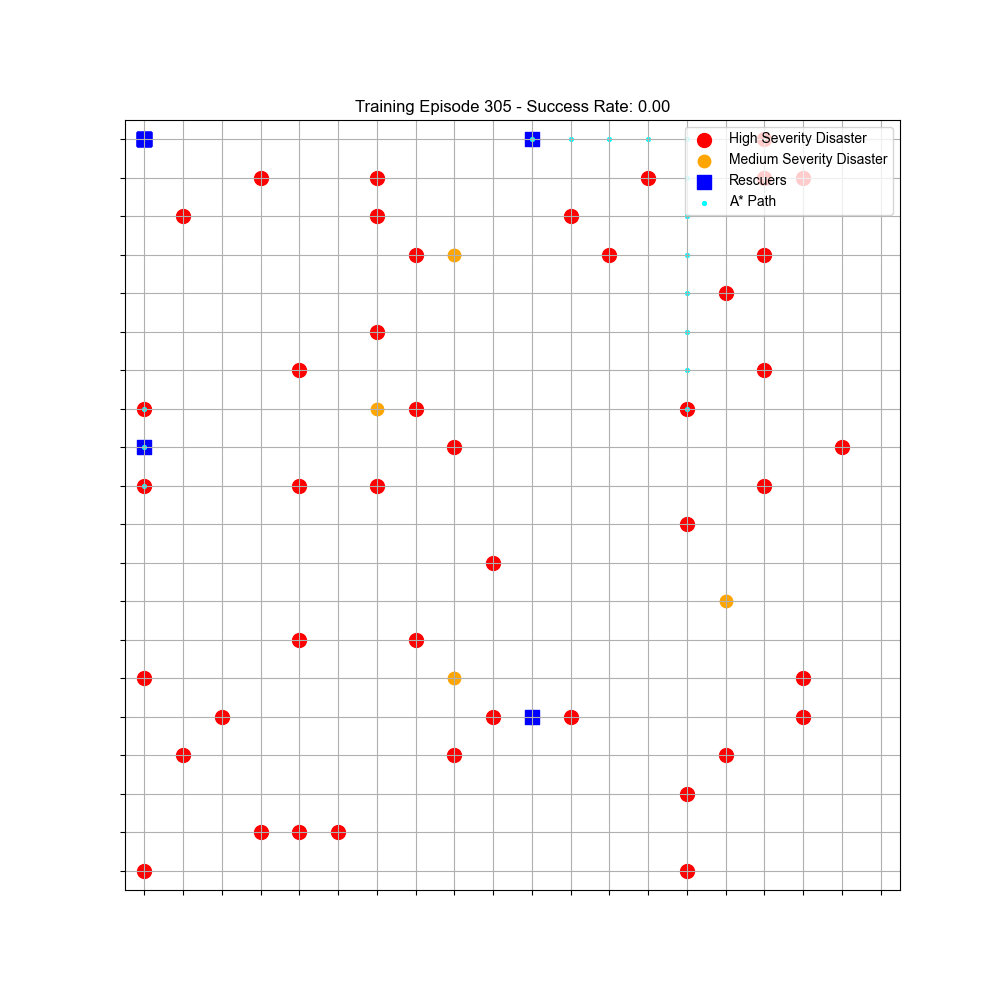 Training Episode 305 - Success Rate: 0.00
High Severity Disaster
Medium Severity Disaster
Rescuers
A* Path